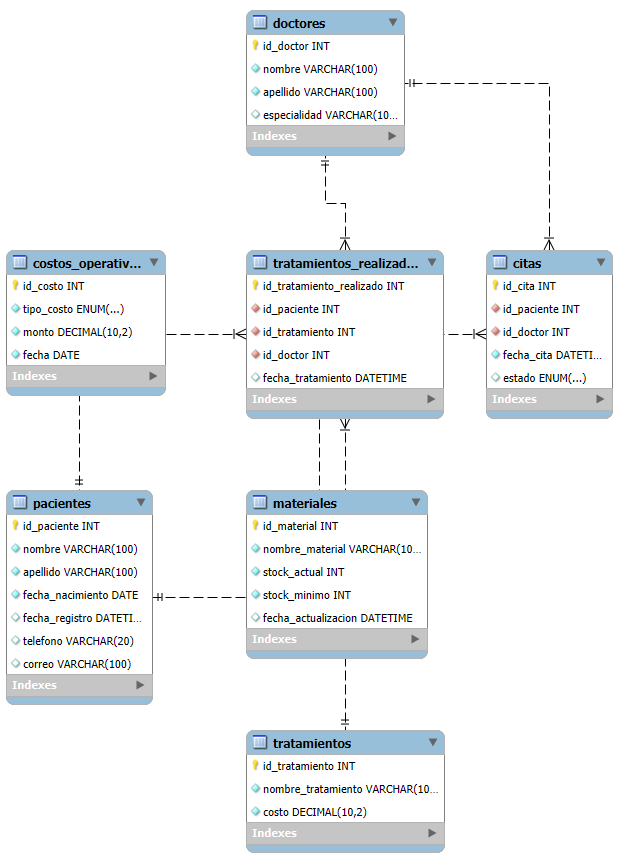 doctores
id_doctor INT
nombre VARCHAR(100)
apellido VARCHAR(100)
especialidad VARCHAR(10...
Indexes
costos_operativ...
id_costo INT
tipo_costo ENUM(...)
monto DECIMAL(10,2)
fecha DATE
Indexes
tratamientos_realizad...
id_tratamiento_realizado INT
id_paciente INT
id_tratamiento INT
id_doctor INT
fecha_tratamiento DATETIME
Indexes
citas
id_cita INT
id_paciente INT
id_doctor INT
fecha_cita DATETI...
estado ENUM(...)
Indexes
pacientes
id_paciente INT
nombre VARCHAR(100)
apellido VARCHAR(100)
fecha_nacimiento DATE
fecha_registro DATETI...
telefono VARCHAR(20)
correo VARCHAR(100)
Indexes
materiales
id_material INT
nombre_material VARCHAR(10...
stock_actual INT
stock_minimo INT
fecha_actualizacion DATETIME
Indexes
tratamientos
id_tratamiento INT
nombre_tratamiento VARCHAR(10...
costo DECIMAL(10,2)
Indexes